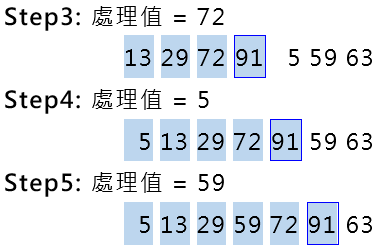 Step3: 處理值 = 72
13 29 72 91 5 59 63
Step4: 處理值 = 5
5 13 29 72 91 59 63
Step5: 處理值 = 59
5 13 29 59 72 91 63